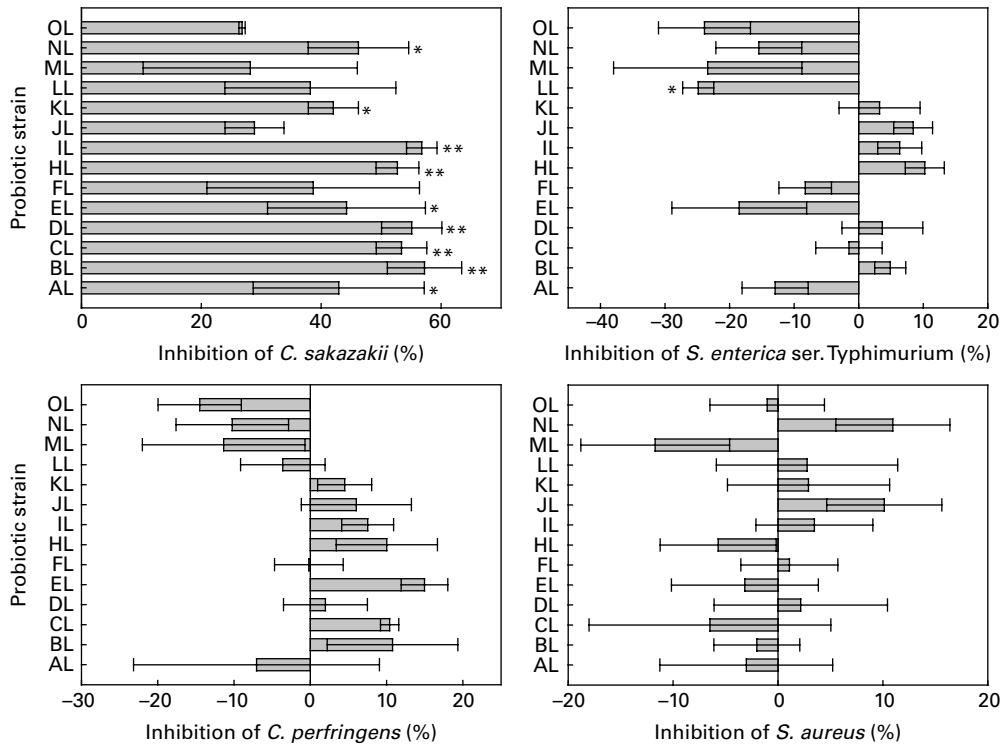 OL
NL
*
ML
LL
KL
*
JL
IL
**
HL
**
FL
EL
*
DL
**
CL
**
BL
**
AL
*
0
20
40
60
Inhibition of C. sakazakii (%)
Probiotic strain
OL
NL
ML
LL
*
KL
JL
IL
HL
FL
EL
DL
CL
BL
AL
−40
−30
−20
−10
0
10
20
Inhibition of S. enterica ser. Typhimurium (%)
OL
NL
ML
LL
KL
JL
IL
HL
FL
EL
DL
CL
BL
AL
−30
−20
−10
0
10
20
Inhibition of C. perfringens (%)
Probiotic strain
OL
NL
ML
LL
KL
JL
IL
HL
FL
EL
DL
CL
BL
AL
−20
−10
0
10
20
Inhibition of S. aureus (%)